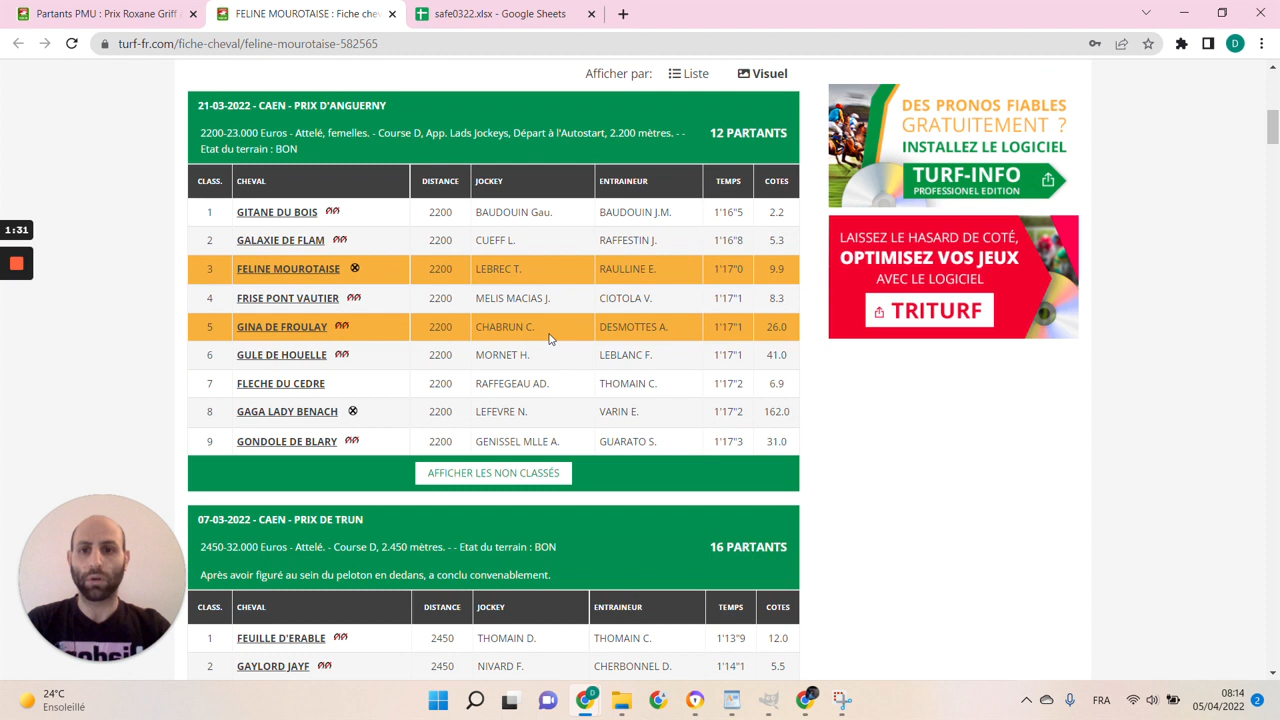 Partants PMU : Prix Roxane Griff
FELINE MOUROTAISE : Fiche chev
safe0322.xlsx - Google Sheets
turf-fr.com/fiche-cheval/feline-mourotaise-582565
D
Afficher par: Liste Visuel
21-03-2022 - CAEN - PRIX D'ANGUERNY
2200-23.000 Euros - Attelé, femelles. - Course D, App. Lads Jockeys, Départ à l'Autostart, 2.200 mètres. - -
Etat du terrain : BON
12 PARTANTS
CLASS. CHEVAL DISTANCE JOCKEY ENTRAINEUR TEMPS COTES
1 GITANE DU BOIS 2200 BAUDOUIN Gau. BAUDOUIN J.M. 1'16"5 2.2
2 GALAXIE DE FLAM 2200 CUEFF L. RAFFESTIN J. 1'16"8 5.3
3 FELINE MOUROTAISE 2200 LEBREC T. RAULLINE E. 1'17"0 9.9
4 FRISE PONT VAUTIER 2200 MELIS MACIAS J. CIOTOLA V. 1'17"1 8.3
5 GINA DE FROULAY 2200 CHABRUN C. DESMOTTES A. 1'17"1 26.0
6 GULE DE HOUELLE 2200 MORNET H. LEBLANC F. 1'17"1 41.0
7 FLECHE DU CEDRE 2200 RAFFEGEAU AD. THOMAIN C. 1'17"2 6.9
8 GAGA LADY BENACH 2200 LEFEVRE N. VARIN E. 1'17"2 162.0
9 GONDOLE DE BLARY 2200 GENISSEL MLLE A. GUARATO S. 1'17"3 31.0
AFFICHER LES NON CLASSÉS
07-03-2022 - CAEN - PRIX DE TRUN
2450-32.000 Euros - Attelé. - Course D, 2.450 mètres. - - Etat du terrain : BON
16 PARTANTS
Après avoir figuré au sein du peloton en dedans, a conclu convenablement.
CLASS. CHEVAL DISTANCE JOCKEY ENTRAINEUR TEMPS COTES
1 FEUILLE D'ERABLE 2450 THOMAIN D. THOMAIN C. 1'13"9 12.0
2 GAYLORD JAYF 2450 NIVARD F. CHERBONNEL D. 1'14"1 5.5
DES PRONOS FIABLES
GRATUITEMENT ?
INSTALLEZ LE LOGICIEL
TURF-INFO
PROFESSIONEL EDITION
LAISSEZ LE HASARD DE COTÉ,
OPTIMISEZ VOS JEUX
AVEC LE LOGICIEL
TRITURF
1:31
24°C
Ensoleillé
D
FRA
08:14
05/04/2022
2